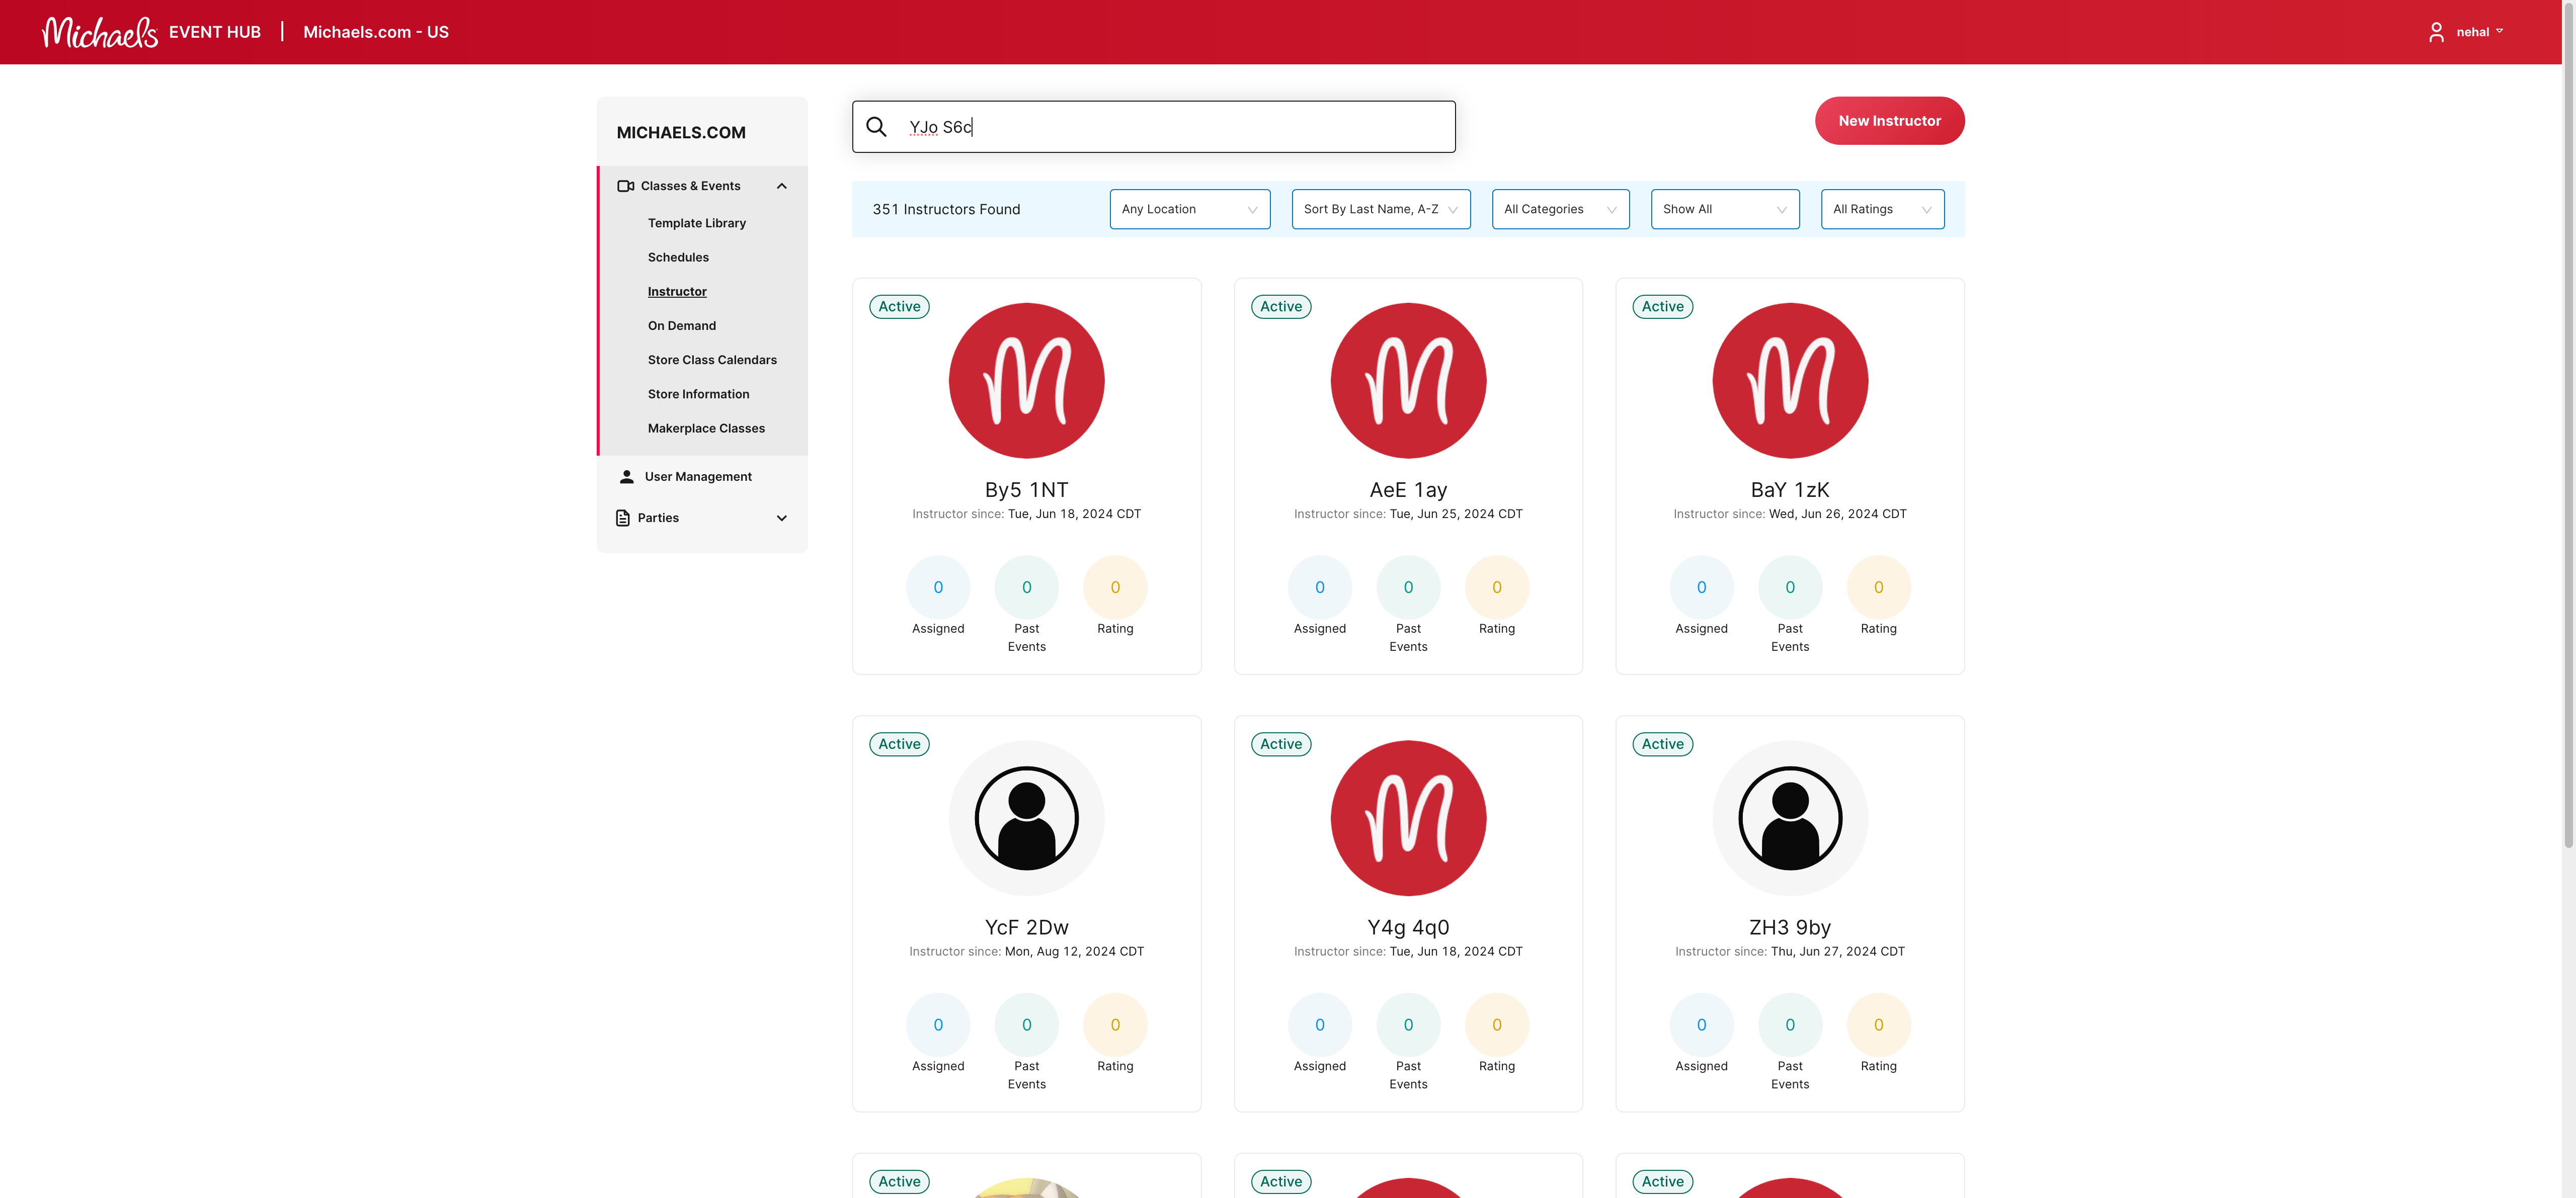 Michaels EVENT HUB | Michaels.com - US
nehal
MICHAELS.COM
Classes & Events
Template Library
Schedules
Instructor
On Demand
Store Class Calendars
Store Information
Makerplace Classes
User Management
Parties
YJo S6c
New Instructor
351 Instructors Found
Any Location
Sort By Last Name, A-Z
All Categories
Show All
All Ratings
Active
M
By5 1NT
Instructor since: Tue, Jun 18, 2024 CDT
0 0 0
Assigned Past Events Rating
Active
M
AeE 1ay
Instructor since: Tue, Jun 25, 2024 CDT
0 0 0
Assigned Past Events Rating
Active
M
BaY 1zK
Instructor since: Wed, Jun 26, 2024 CDT
0 0 0
Assigned Past Events Rating
Active
YcF 2Dw
Instructor since: Mon, Aug 12, 2024 CDT
0 0 0
Assigned Past Events Rating
Active
M
Y4g 4q0
Instructor since: Tue, Jun 18, 2024 CDT
0 0 0
Assigned Past Events Rating
Active
ZH3 9by
Instructor since: Thu, Jun 27, 2024 CDT
0 0 0
Assigned Past Events Rating
Active
Active
Active